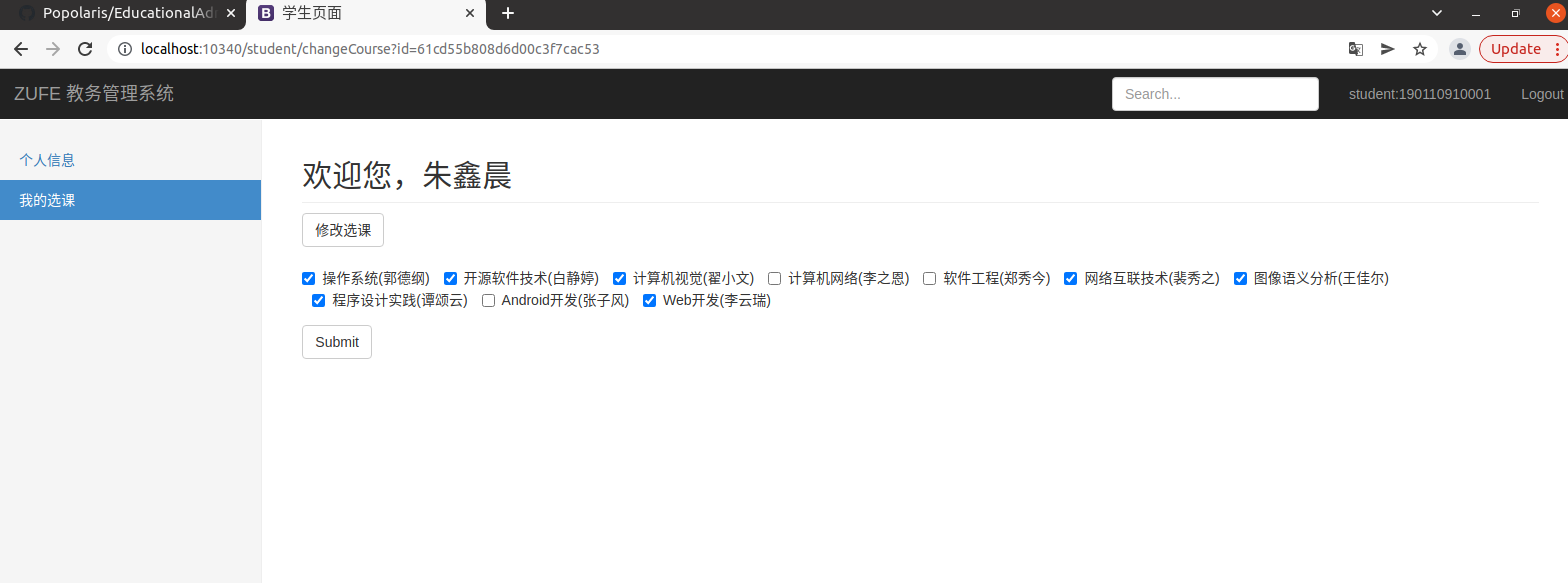 Popolaris/EducationalAdr
学生页面
localhost:10340/student/changeCourse?id=61cd55b808d6d00c3f7cac53
Update
ZUFE 教务管理系统
Search...
student:190110910001
Logout
个人信息
我的选课
欢迎您，朱鑫晨
修改选课
操作系统(郭德纲) 开源软件技术(白静婷) 计算机视觉(翟小文) 计算机网络(李之恩) 软件工程(郑秀今) 网络互联技术(裴秀之) 图像语义分析(王佳尔)
程序设计实践(谭颂云) Android开发(张子风) Web开发(李云瑞)
Submit